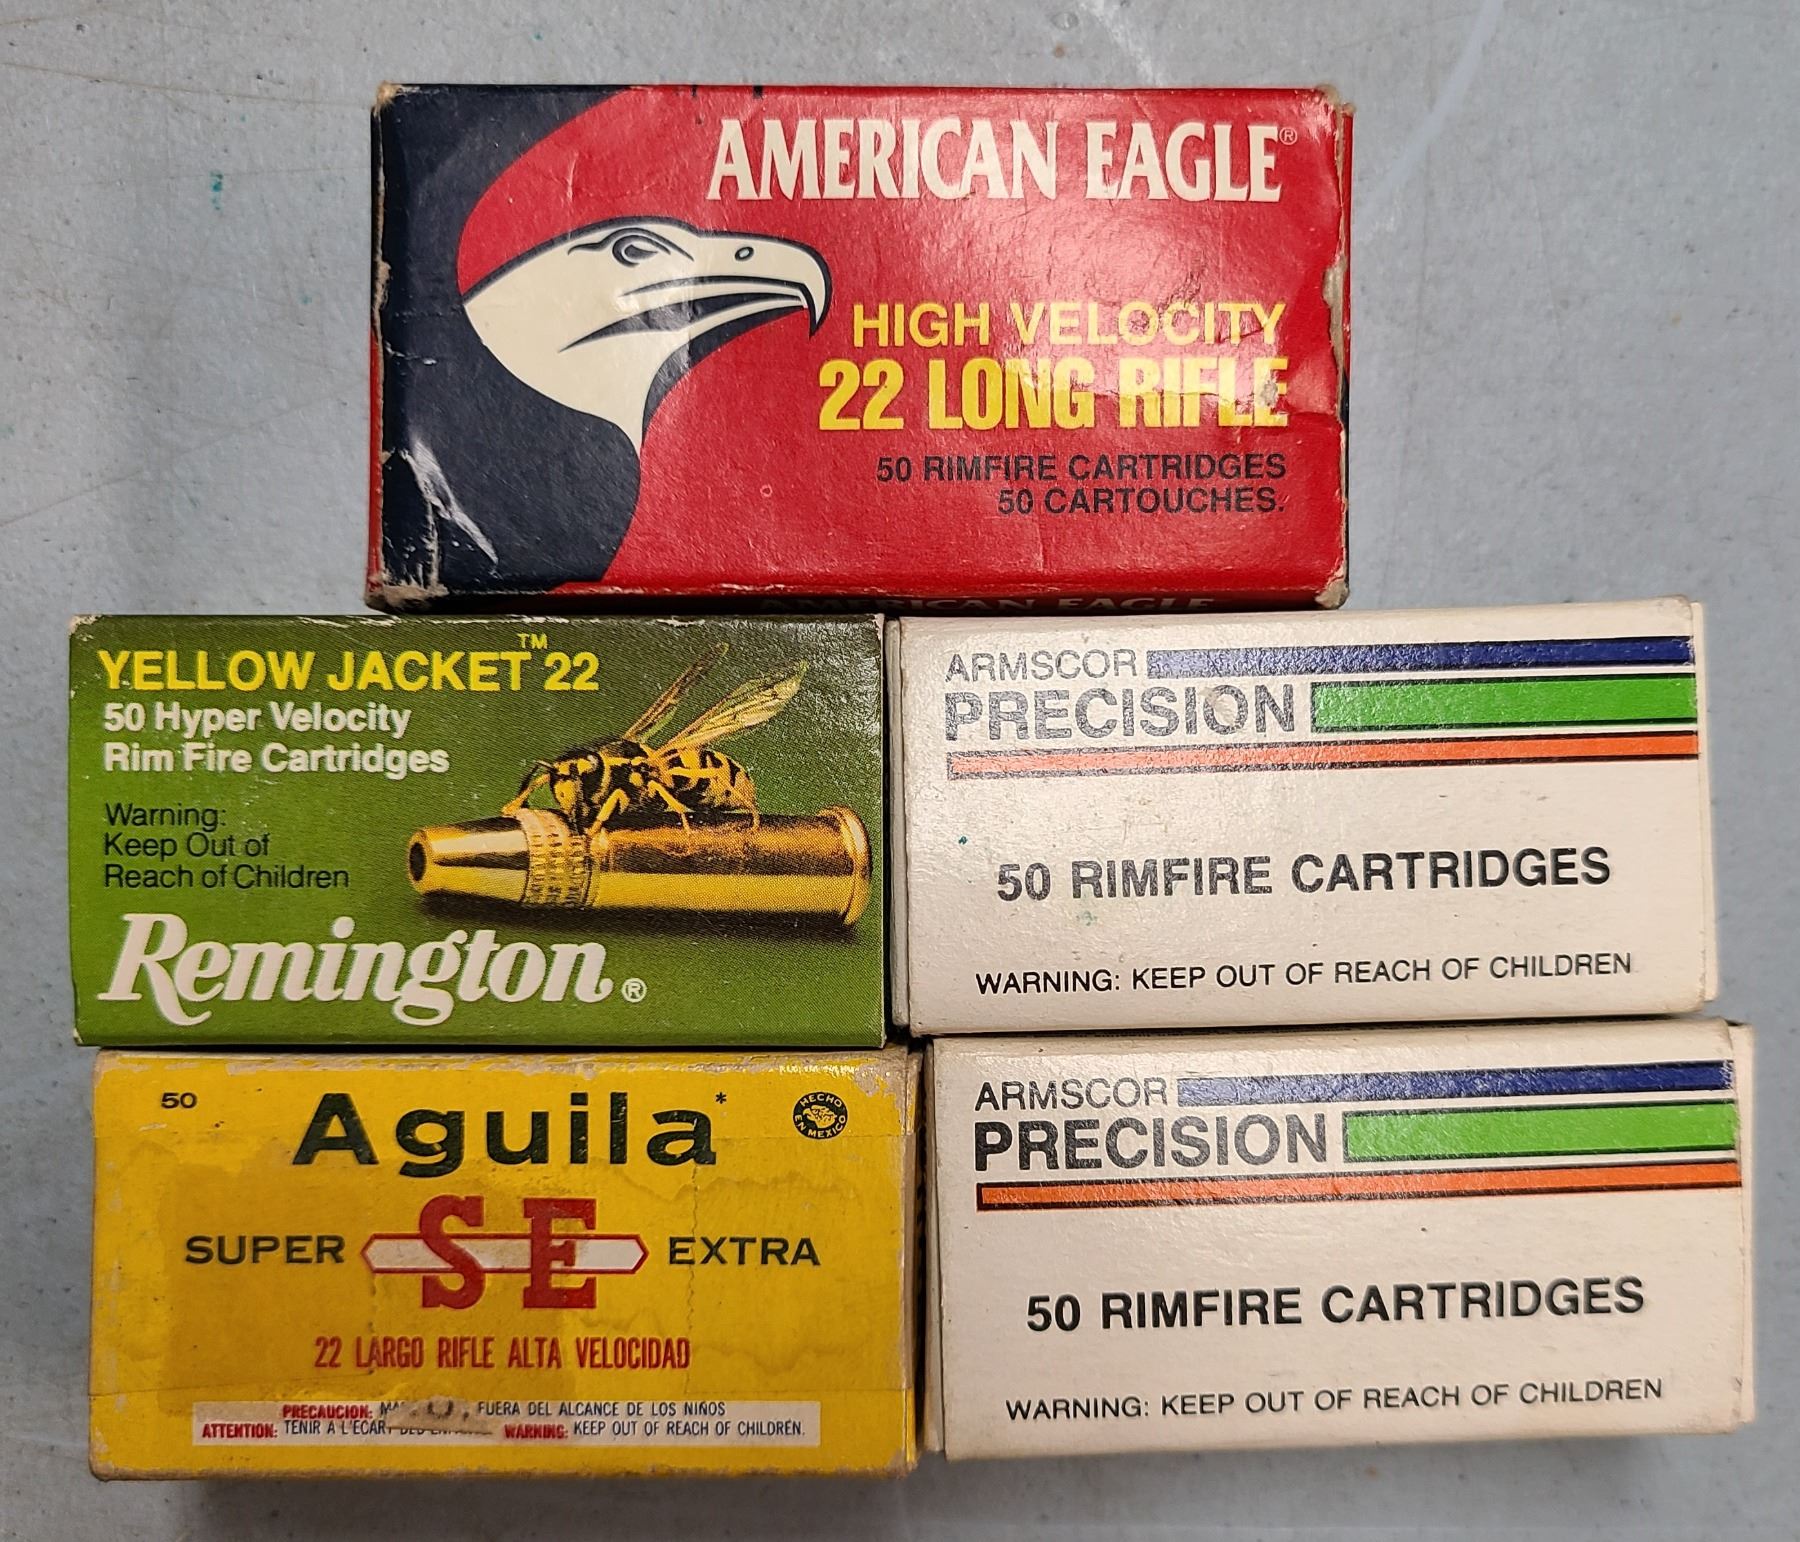 AMERICAN EAGLE®
HIGH VELOCITY
22 LONG RIFLE
50 RIMFIRE CARTRIDGES
50 CARTOUCHES.
AMERICAN EAGLE
YELLOW JACKET™ 22
50 Hyper Velocity
Rim Fire Cartridges
Warning:
Keep Out of
Reach of Children
Remington®
ARMSCOR
PRECISION
50 RIMFIRE CARTRIDGES
WARNING: KEEP OUT OF REACH OF CHILDREN
50
Aguila*
HECHO
EN MEXICO
SUPER SE EXTRA
22 LARGO RIFLE ALTA VELOCIDAD
PRECAUCION: FUERA DEL ALCANCE DE LOS NIÑOS
ATTENTION: TENIR A L'ECART WARNING: KEEP OUT OF REACH OF CHILDREN.
ARMSCOR
PRECISION
50 RIMFIRE CARTRIDGES
WARNING: KEEP OUT OF REACH OF CHILDREN